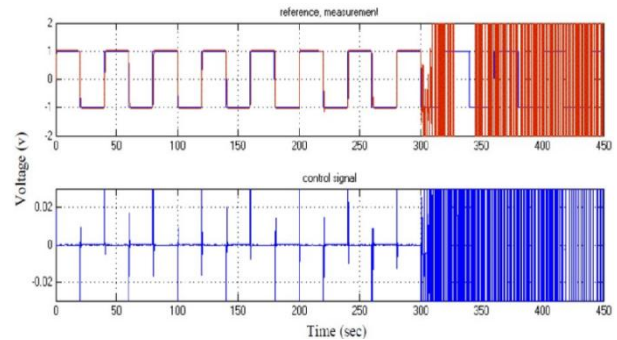 reference, measurement
2
1
0
-1
-2
0 50 100 150 200 250 300 350 400 450
Voltage (v)
control signal
0.02
0
-0.02
0 50 100 150 200 250 300 350 400 450
Time (sec)